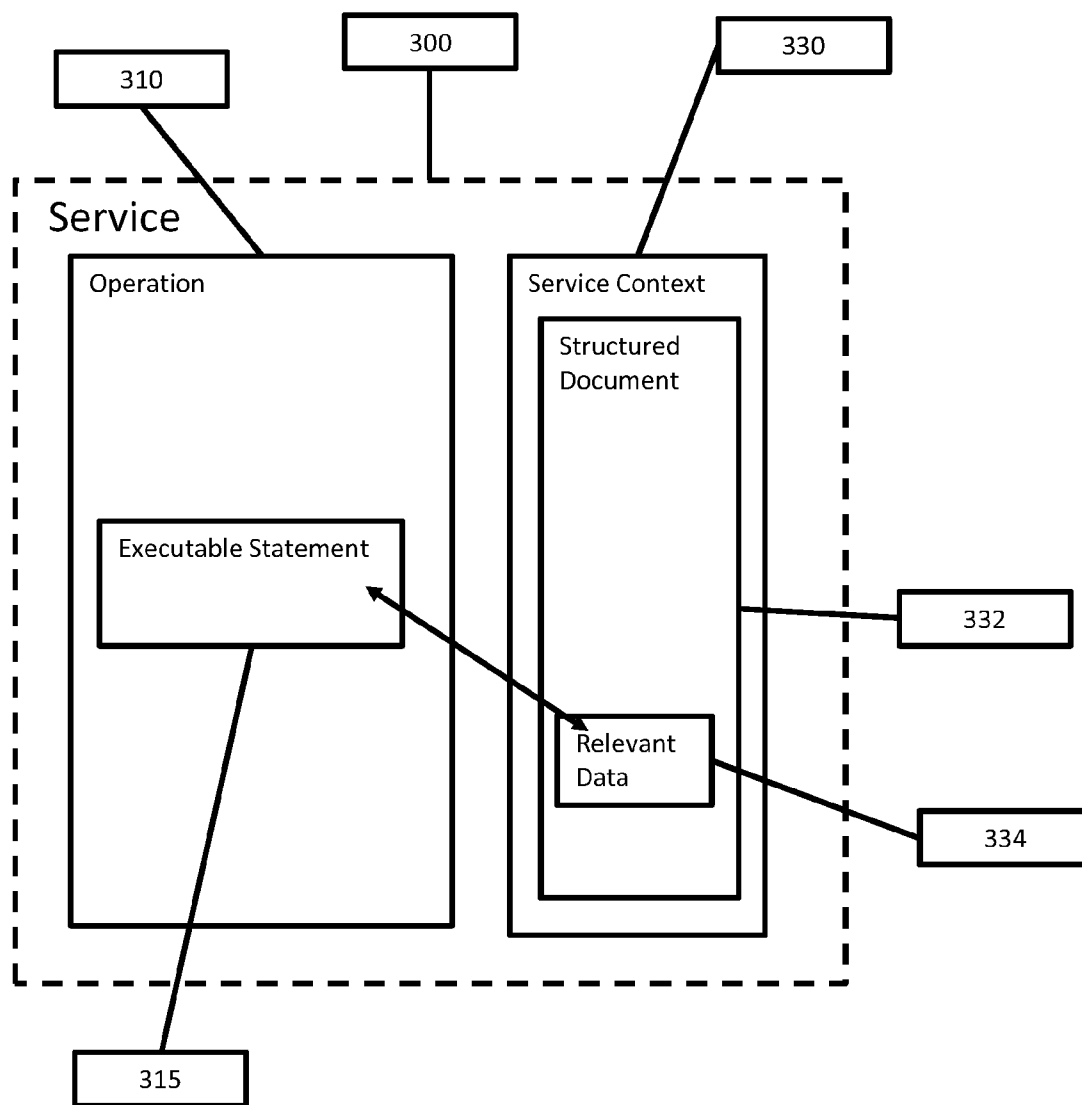 300
330
310
Service
Operation
Service Context
Structured
Document
Executable Statement
332
Relevant
Data
334
315